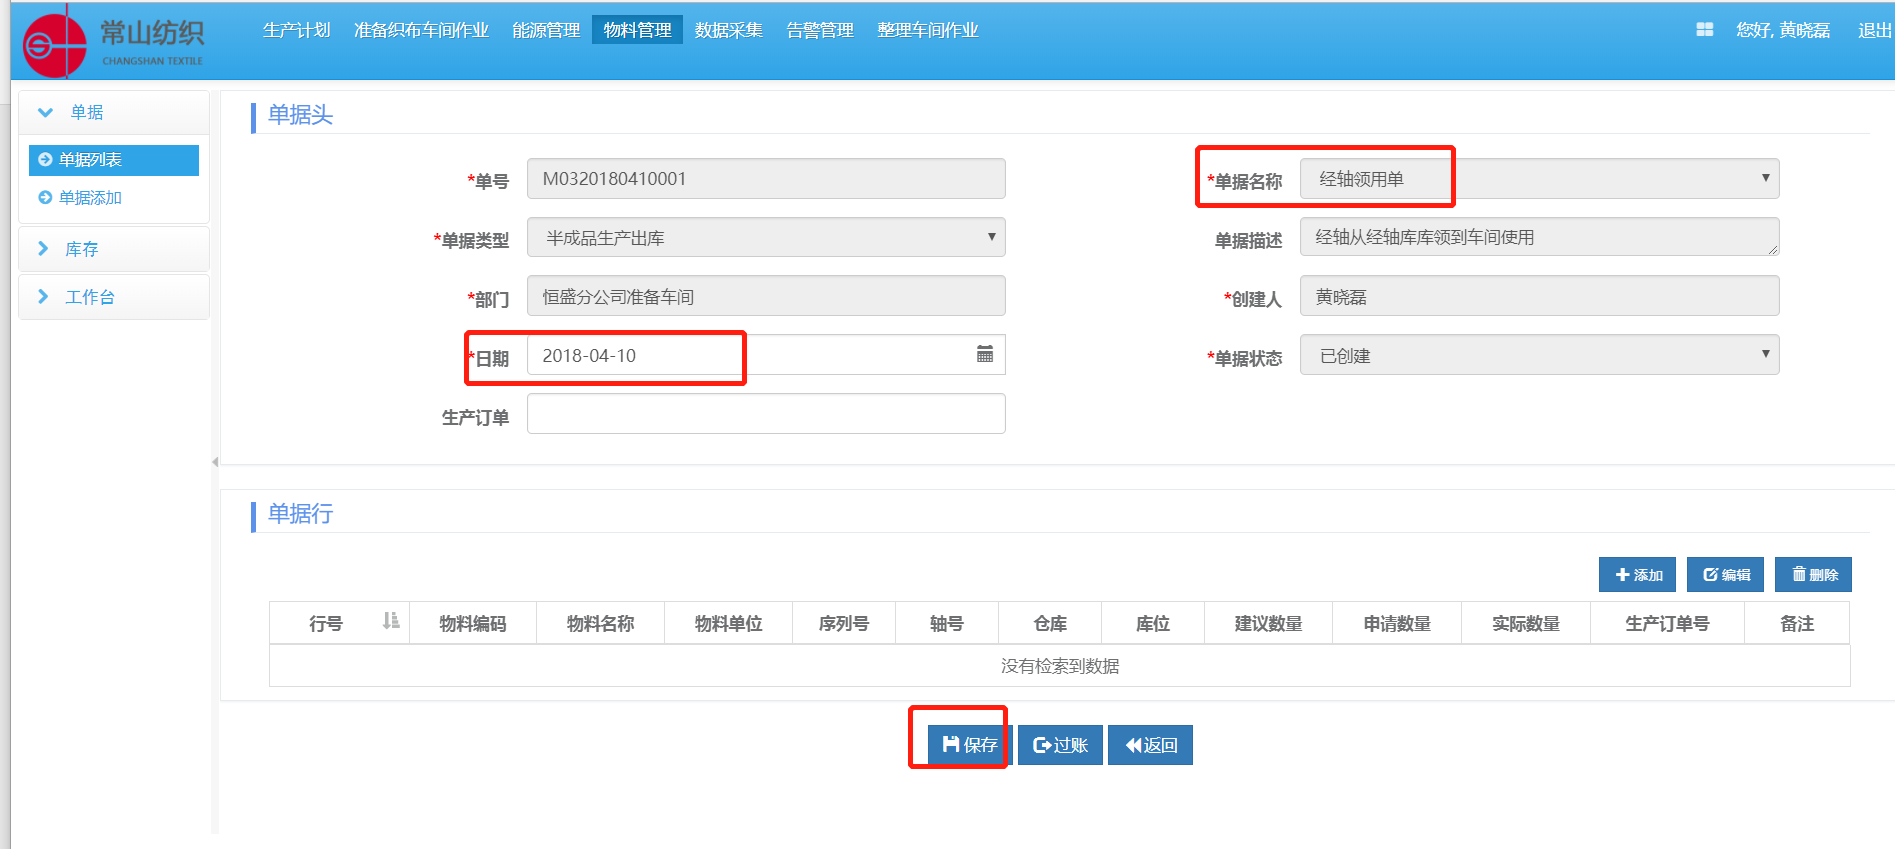 常山纺织
CHANGSHAN TEXTILE
生产计划 准备织布车间作业 能源管理 物料管理 数据采集 告警管理 整理车间作业
您好, 黄晓磊 退出
单据
单据列表
单据添加
库存
工作台
单据头
*单号 M0320180410001
*单据名称 经轴领用单
*单据类型 半成品生产出库
单据描述 经轴从经轴库库领到车间使用
*部门 恒盛分公司准备车间
*创建人 黄晓磊
*日期 2018-04-10
*单据状态 已创建
生产订单
单据行
添加 编辑 删除
行号 物料编码 物料名称 物料单位 序列号 轴号 仓库 库位 建议数量 申请数量 实际数量 生产订单号 备注
没有检索到数据
保存 过账 返回